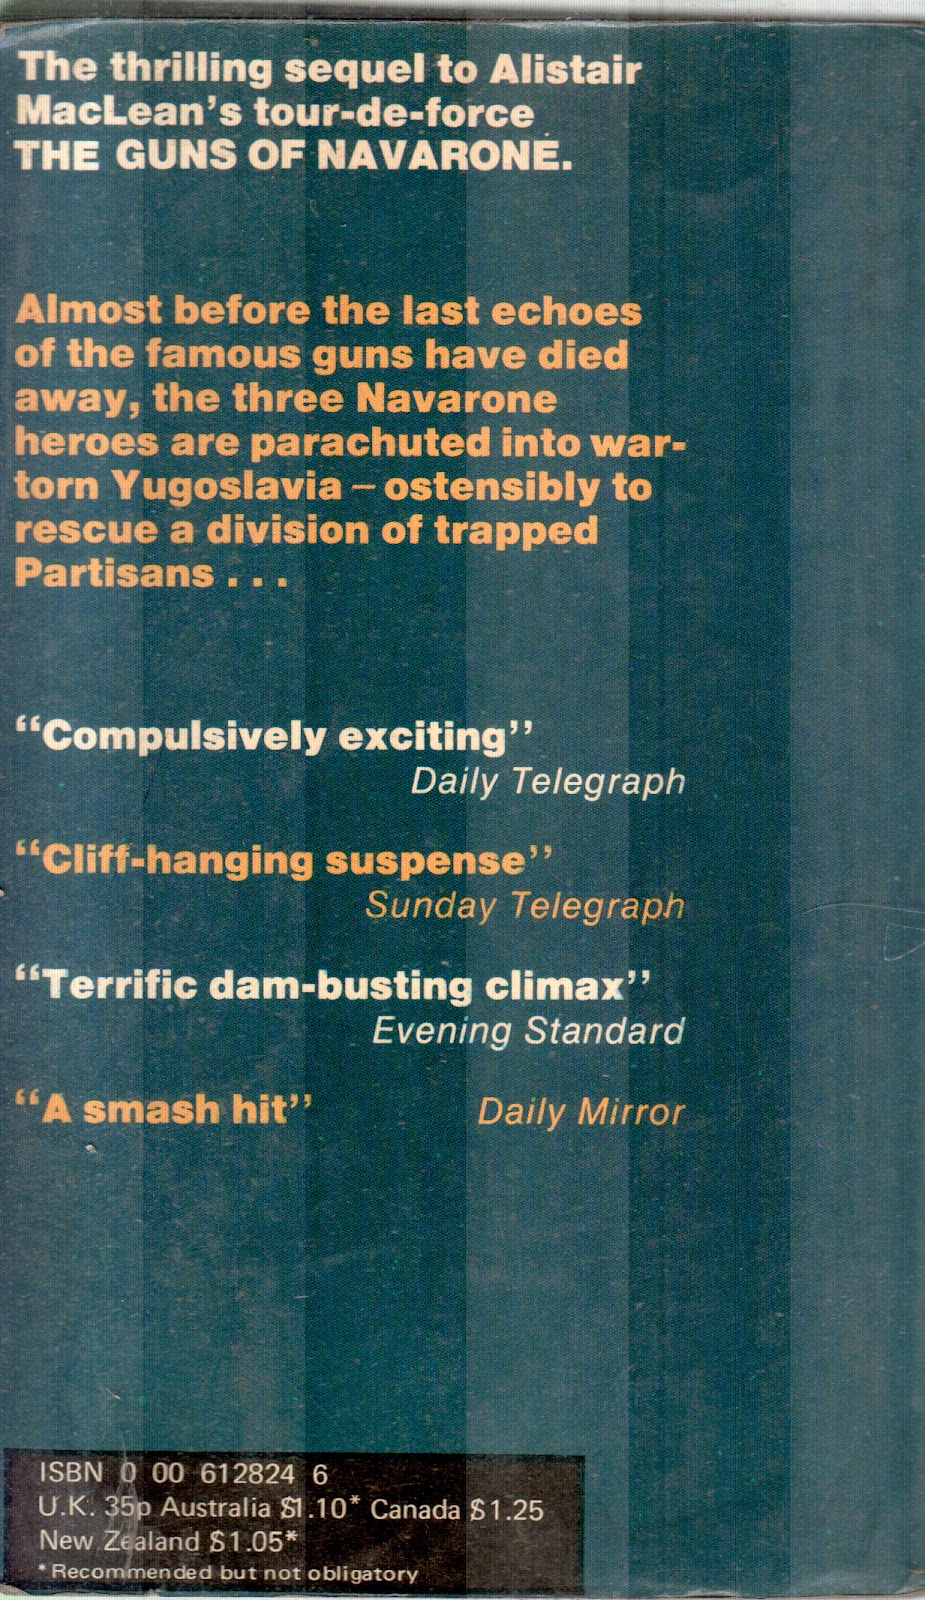 The thrilling sequel to Alistair
MacLean's tour-de-force
THE GUNS OF NAVARONE.
Almost before the last echoes
of the famous guns have died
away, the three Navarone
heroes are parachuted into war-
torn Yugoslavia – ostensibly to
rescue a division of trapped
Partisans . . .
“Compulsively exciting”
Daily Telegraph
“Cliff-hanging suspense”
Sunday Telegraph
“Terrific dam-busting climax”
Evening Standard
“A smash hit” Daily Mirror
ISBN 0 00 612824 6
U.K. 35p Australia $1.10* Canada $1.25
New Zealand $1.05*
*Recommended but not obligatory